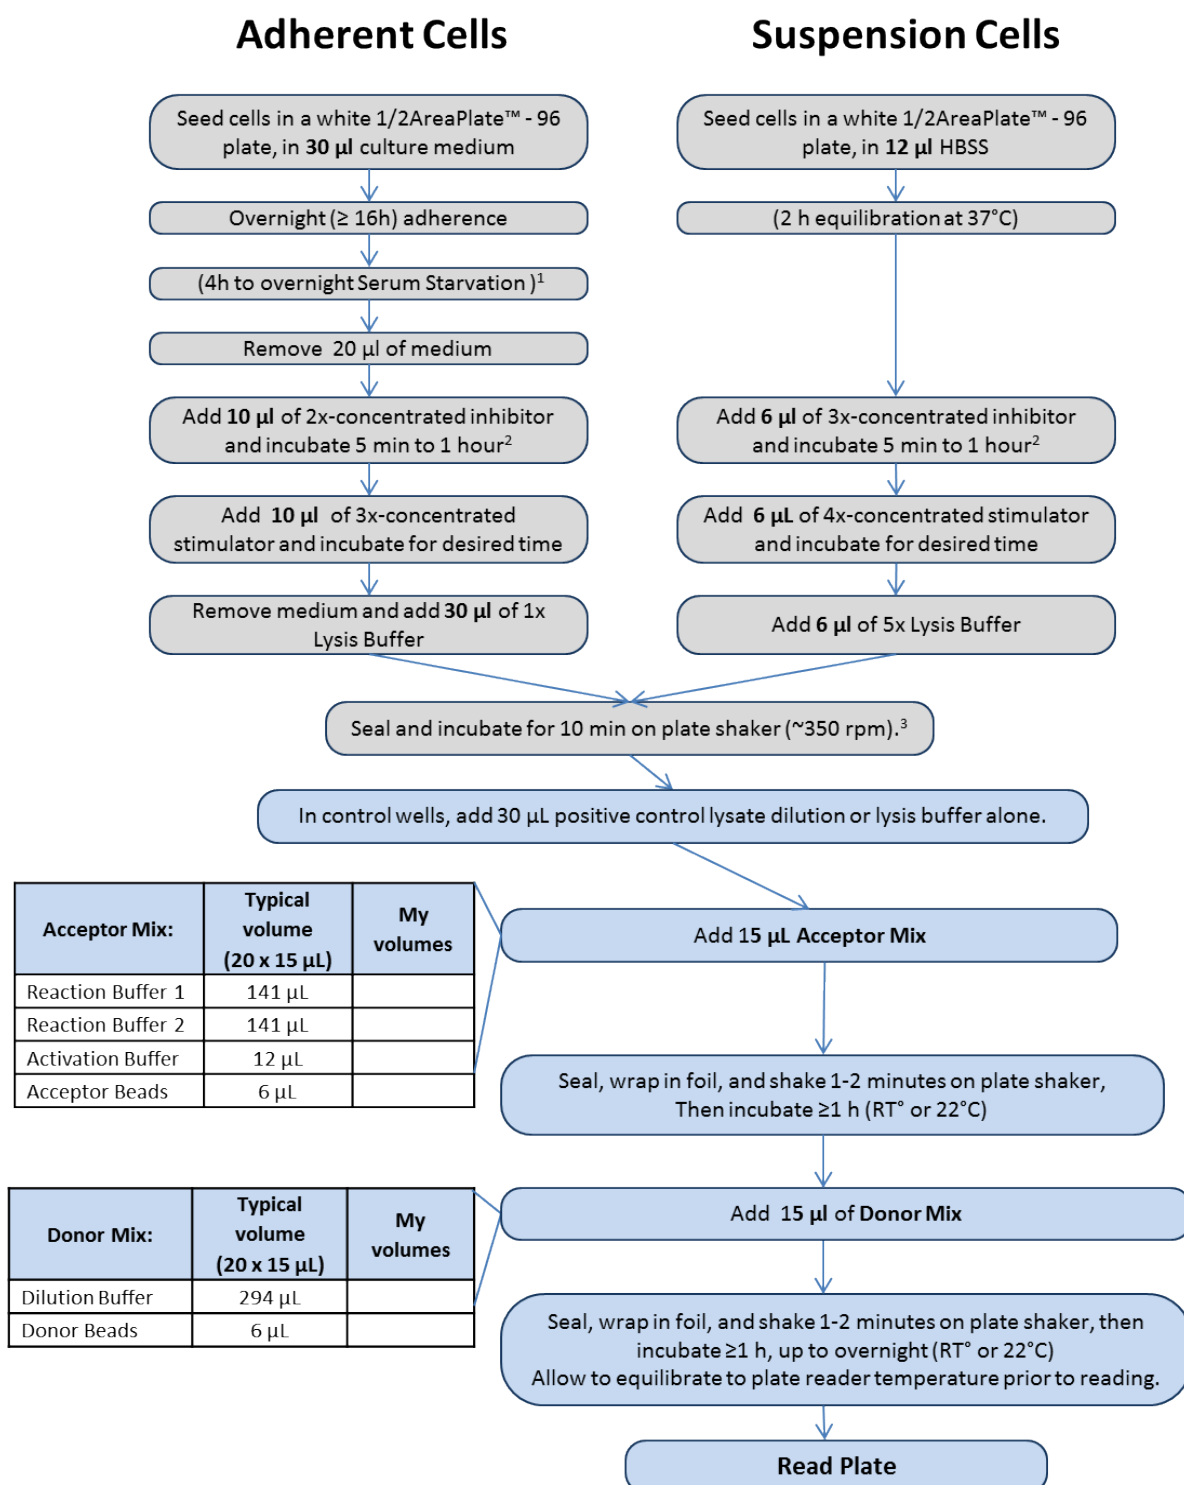 Adherent Cells
Suspension Cells
Seed cells in a white 1/2AreaPlate™ - 96
plate, in 30 µl culture medium
Seed cells in a white 1/2AreaPlate™ - 96
plate, in 12 µl HBSS
Overnight (≥ 16h) adherence
(2 h equilibration at 37°C)
(4h to overnight Serum Starvation )¹
Remove 20 µl of medium
Add 10 µl of 2x-concentrated inhibitor
and incubate 5 min to 1 hour²
Add 6 µl of 3x-concentrated inhibitor
and incubate 5 min to 1 hour²
Add 10 µl of 3x-concentrated
stimulator and incubate for desired time
Add 6 µL of 4x-concentrated stimulator
and incubate for desired time
Remove medium and add 30 µl of 1x
Lysis Buffer
Add 6 µl of 5x Lysis Buffer
Seal and incubate for 10 min on plate shaker (~350 rpm).³
In control wells, add 30 µL positive control lysate dilution or lysis buffer alone.
Acceptor Mix:
Typical
volume
(20 x 15 µL)
My
volumes
Reaction Buffer 1
141 µL
Reaction Buffer 2
141 µL
Activation Buffer
12 µL
Acceptor Beads
6 µL
Add 15 µL Acceptor Mix
Seal, wrap in foil, and shake 1-2 minutes on plate shaker,
Then incubate ≥1 h (RT° or 22°C)
Donor Mix:
Typical
volume
(20 x 15 µL)
My
volumes
Dilution Buffer
294 µL
Donor Beads
6 µL
Add 15 µl of Donor Mix
Seal, wrap in foil, and shake 1-2 minutes on plate shaker, then
incubate ≥1 h, up to overnight (RT° or 22°C)
Allow to equilibrate to plate reader temperature prior to reading.
Read Plate